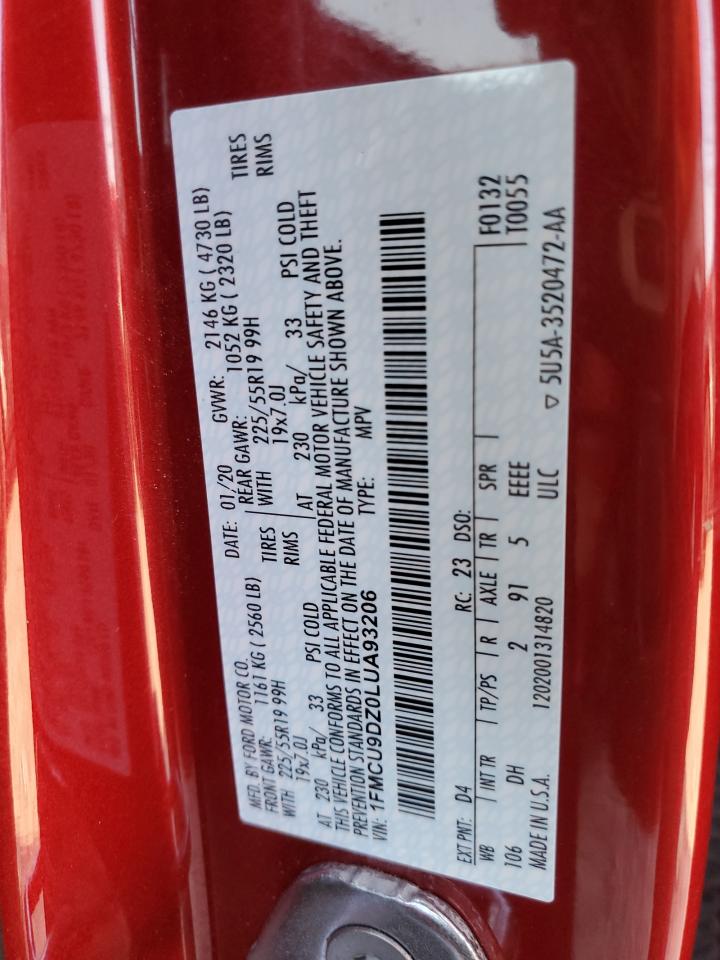 MFD. BY FORD MOTOR CO.
DATE: 01/20 GVWR: 2146 KG ( 4730 LB)
FRONT GAWR: 1161 KG ( 2560 LB) REAR GAWR: 1052 KG ( 2320 LB)
WITH 225/55R19 99H TIRES WITH 225/55R19 99H TIRES
19x7.0J RIMS 19x7.0J RIMS
AT 230 kPa/ 33 PSI COLD AT 230 kPa/ 33 PSI COLD
THIS VEHICLE CONFORMS TO ALL APPLICABLE FEDERAL MOTOR VEHICLE SAFETY AND THEFT
PREVENTION STANDARDS IN EFFECT ON THE DATE OF MANUFACTURE SHOWN ABOVE.
VIN: 1FMCU9DZ0LUA93206 TYPE: MPV
EXT PNT: D4 RC: 23 DSO: F0132
WB INT TR TP/PS R AXLE TR SPR T0055
106 DH 2 91 5 EEEE
ULC
MADE IN U.S.A. 1202001314820 ▽ 5U5A-3520472-AA